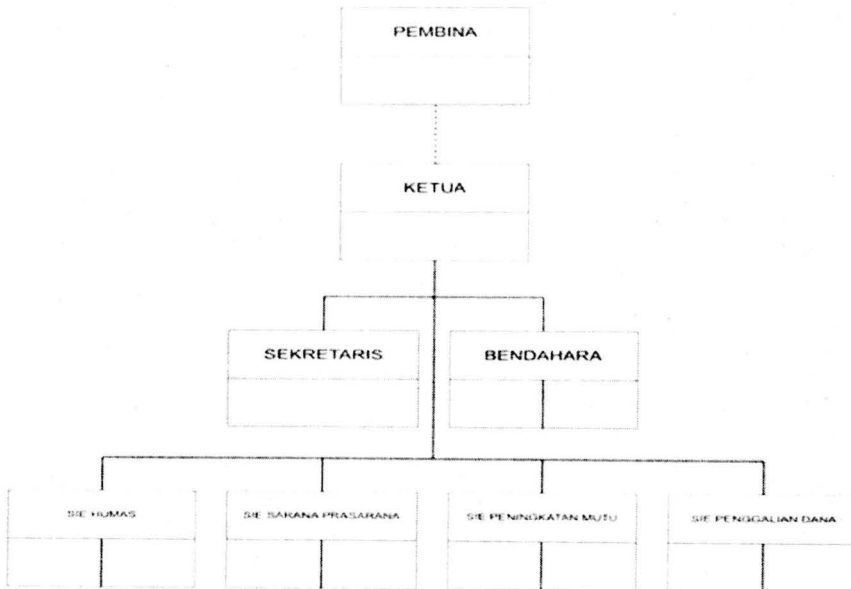 PEMBINA
KETUA
SEKRETARIS
BENDAHARA
SIE HUMAS
SIE SARANA PRASARANA
SIE PENINGKATAN MUTU
SIE PENGGALIAN DANA